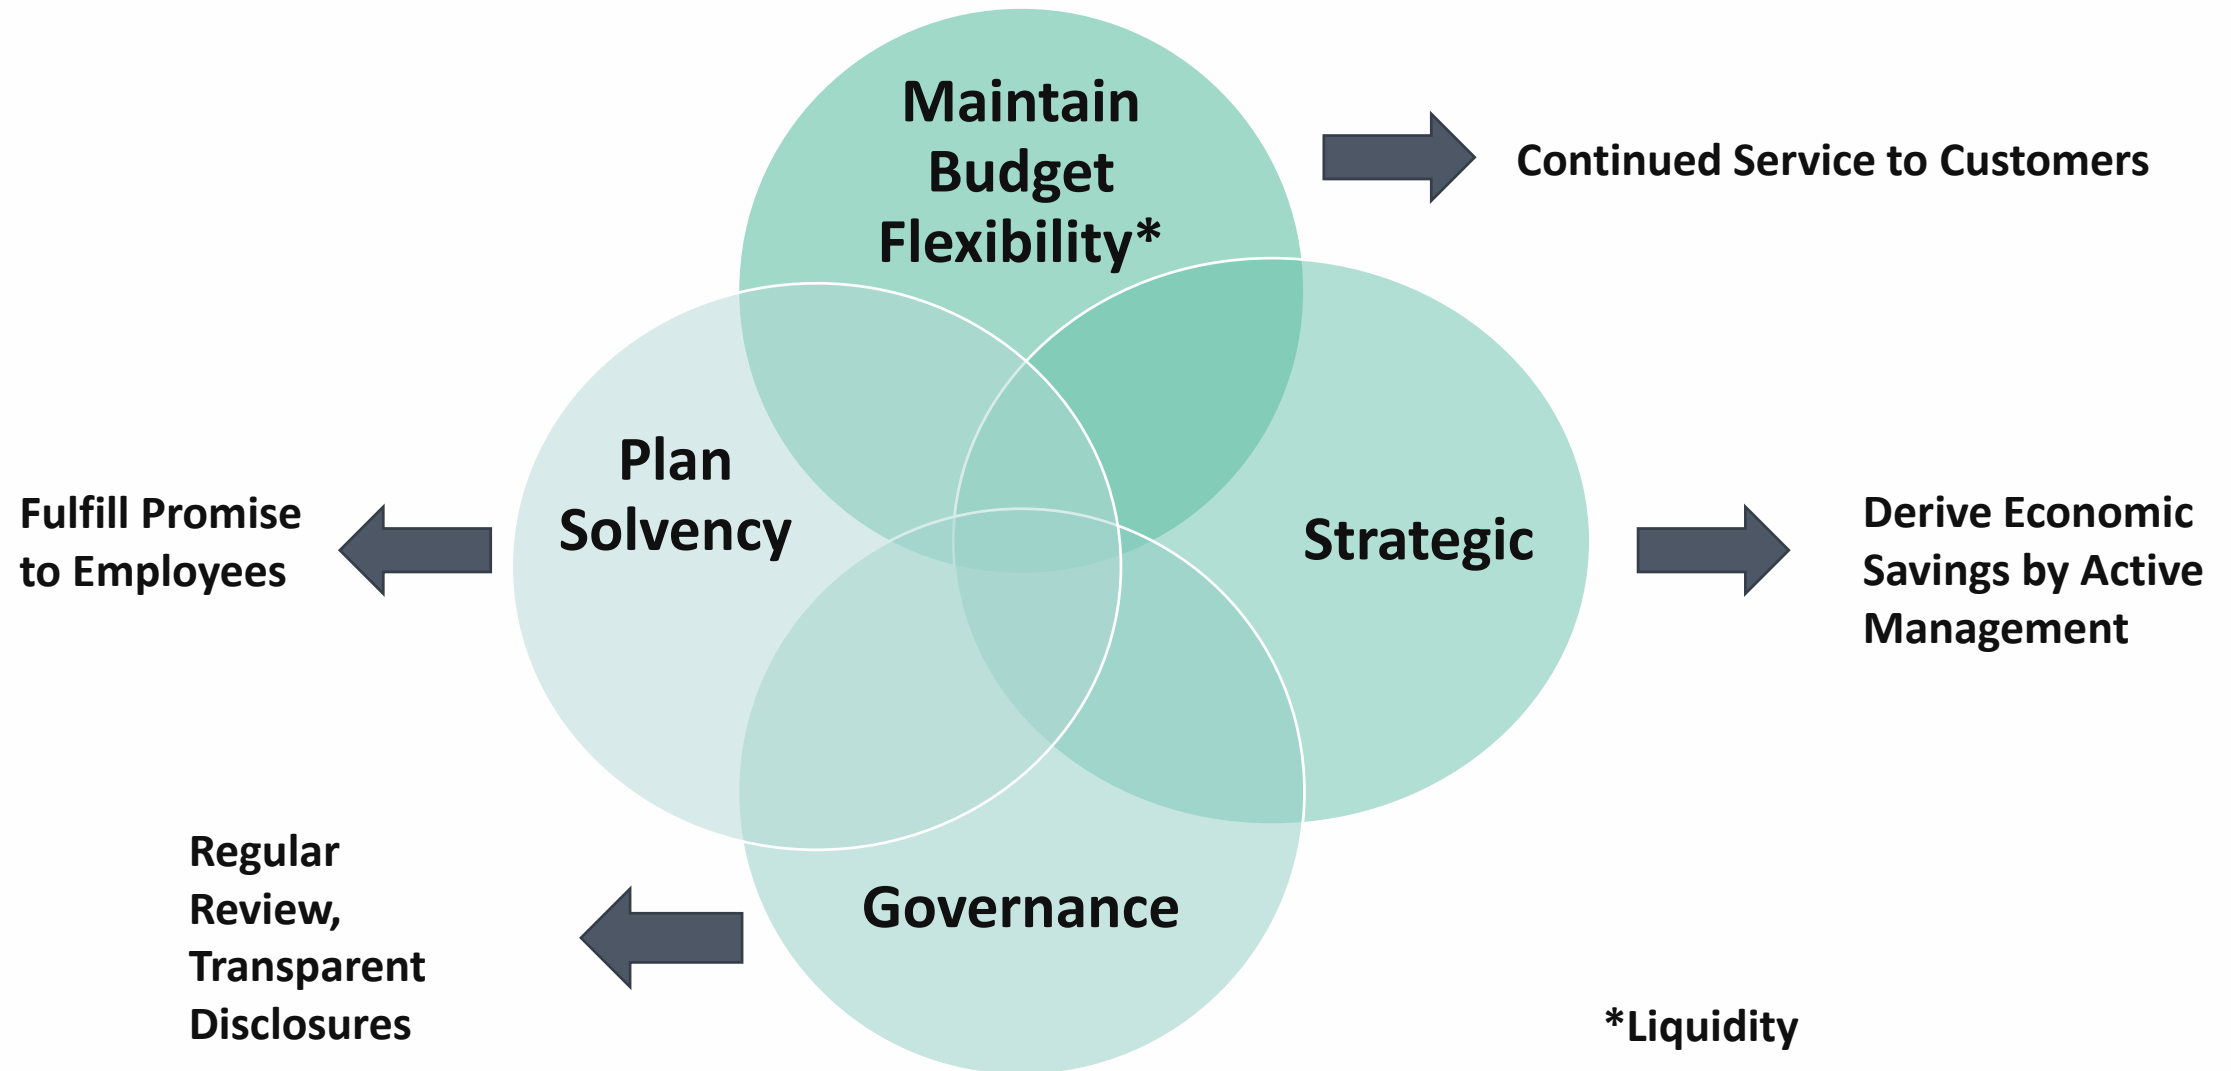 Maintain
Budget
Flexibility*
Continued Service to Customers
Plan
Solvency
Fulfill Promise
to Employees
Strategic
Derive Economic
Savings by Active
Management
Governance
Regular
Review,
Transparent
Disclosures
*Liquidity